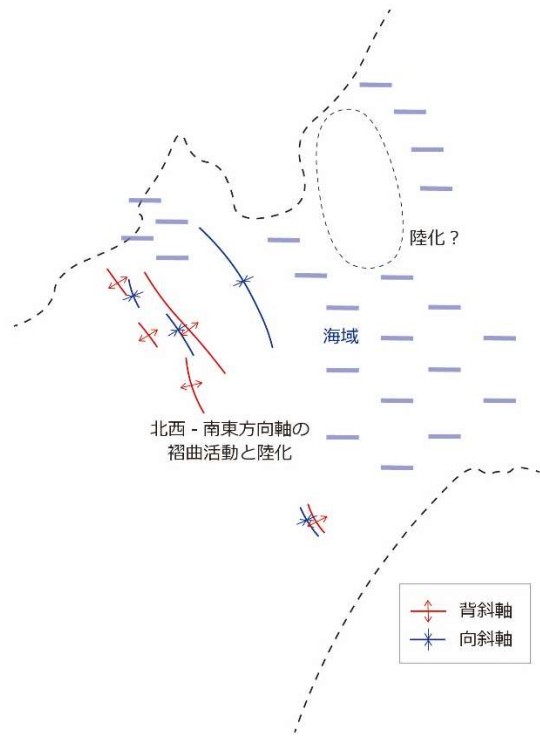 陸化？
海域
北西 - 南東方向軸の
褶曲活動と陸化
背斜軸
向斜軸